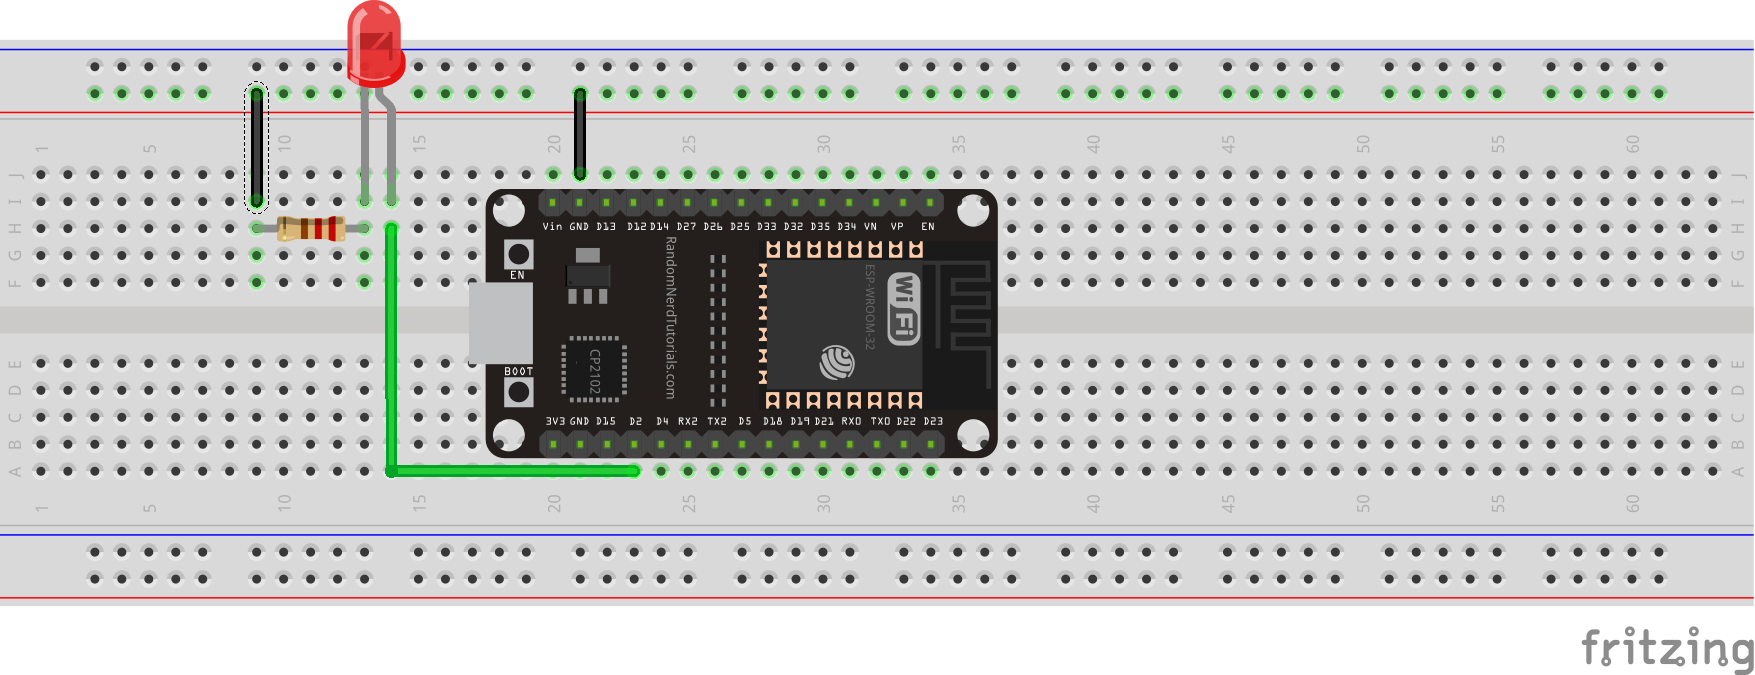 1 5 10 15 20 25 30 35 40 45 50 55 60
J J
I I
H H
G G
F F
Vin GND D13 D12 D14 D27 D26 D25 D33 D32 D35 D34 VN VP EN
EN
RandomNerdTutorials.com
ESP-WROOM-32
Wi Fi
CP2102
BOOT
3V3 GND D15 D2 D4 RX2 TX2 D5 D18 D19 D21 RX0 TX0 D22 D23
E E
D D
C C
B B
A A
1 5 10 15 20 25 30 35 40 45 50 55 60
fritzing